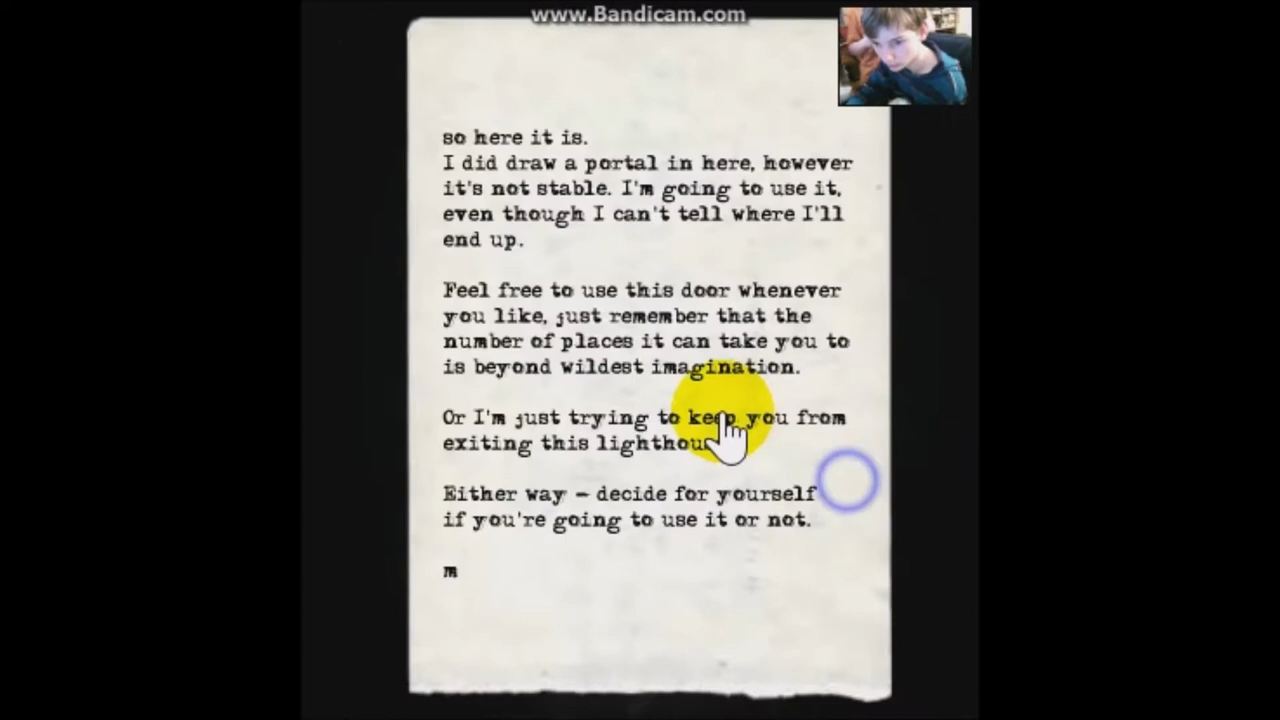 www.Bandicam.com
so here it is.
I did draw a portal in here, however
it's not stable. I'm going to use it,
even though I can't tell where I'll
end up.
Feel free to use this door whenever
you like, just remember that the
number of places it can take you to
is beyond wildest imagination.
Or I'm just trying to keep you from
exiting this
Either way - decide for yourself
if you're going to use it or not.
m